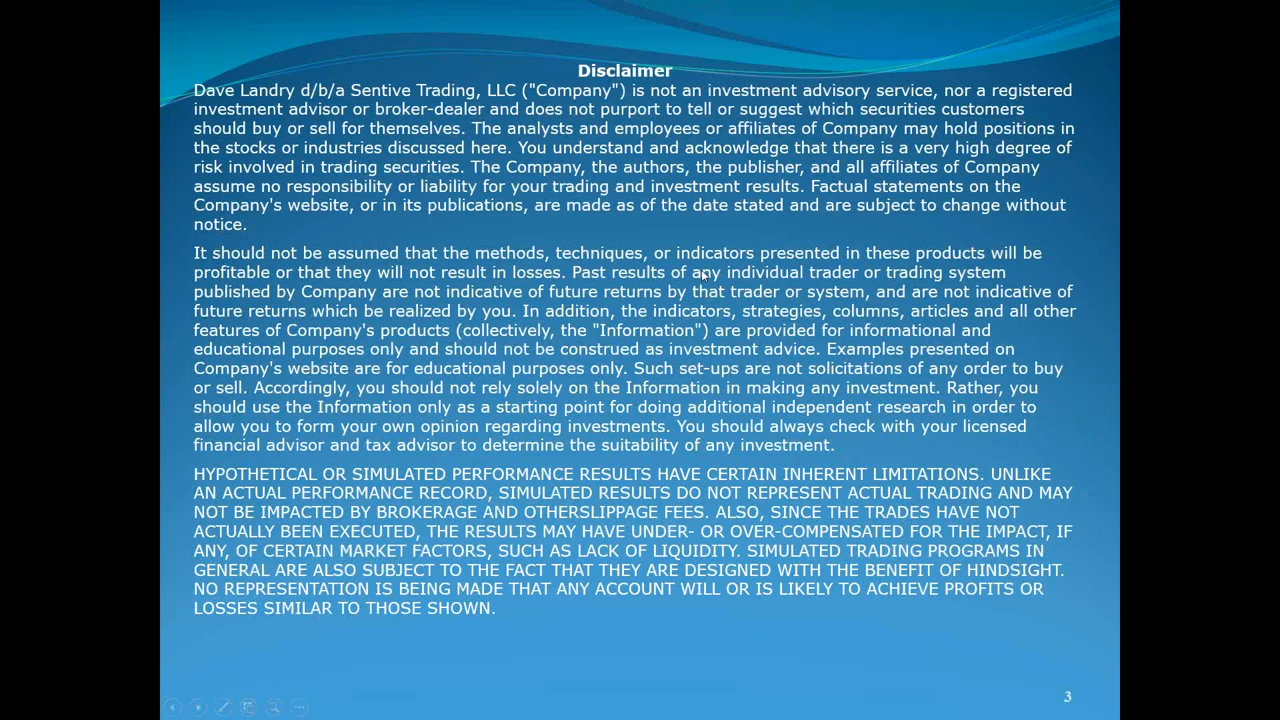 Disclaimer
Dave Landry d/b/a Sentive Trading, LLC ("Company") is not an investment advisory service, nor a registered
investment advisor or broker-dealer and does not purport to tell or suggest which securities customers
should buy or sell for themselves. The analysts and employees or affiliates of Company may hold positions in
the stocks or industries discussed here. You understand and acknowledge that there is a very high degree of
risk involved in trading securities. The Company, the authors, the publisher, and all affiliates of Company
assume no responsibility or liability for your trading and investment results. Factual statements on the
Company's website, or in its publications, are made as of the date stated and are subject to change without
notice.
It should not be assumed that the methods, techniques, or indicators presented in these products will be
profitable or that they will not result in losses. Past results of any individual trader or trading system
published by Company are not indicative of future returns by that trader or system, and are not indicative of
future returns which be realized by you. In addition, the indicators, strategies, columns, articles and all other
features of Company's products (collectively, the "Information") are provided for informational and
educational purposes only and should not be construed as investment advice. Examples presented on
Company's website are for educational purposes only. Such set-ups are not solicitations of any order to buy
or sell. Accordingly, you should not rely solely on the Information in making any investment. Rather, you
should use the Information only as a starting point for doing additional independent research in order to
allow you to form your own opinion regarding investments. You should always check with your licensed
financial advisor and tax advisor to determine the suitability of any investment.
HYPOTHETICAL OR SIMULATED PERFORMANCE RESULTS HAVE CERTAIN INHERENT LIMITATIONS. UNLIKE
AN ACTUAL PERFORMANCE RECORD, SIMULATED RESULTS DO NOT REPRESENT ACTUAL TRADING AND MAY
NOT BE IMPACTED BY BROKERAGE AND OTHERSLIPPAGE FEES. ALSO, SINCE THE TRADES HAVE NOT
ACTUALLY BEEN EXECUTED, THE RESULTS MAY HAVE UNDER- OR OVER-COMPENSATED FOR THE IMPACT, IF
ANY, OF CERTAIN MARKET FACTORS, SUCH AS LACK OF LIQUIDITY. SIMULATED TRADING PROGRAMS IN
GENERAL ARE ALSO SUBJECT TO THE FACT THAT THEY ARE DESIGNED WITH THE BENEFIT OF HINDSIGHT.
NO REPRESENTATION IS BEING MADE THAT ANY ACCOUNT WILL OR IS LIKELY TO ACHIEVE PROFITS OR
LOSSES SIMILAR TO THOSE SHOWN.
3